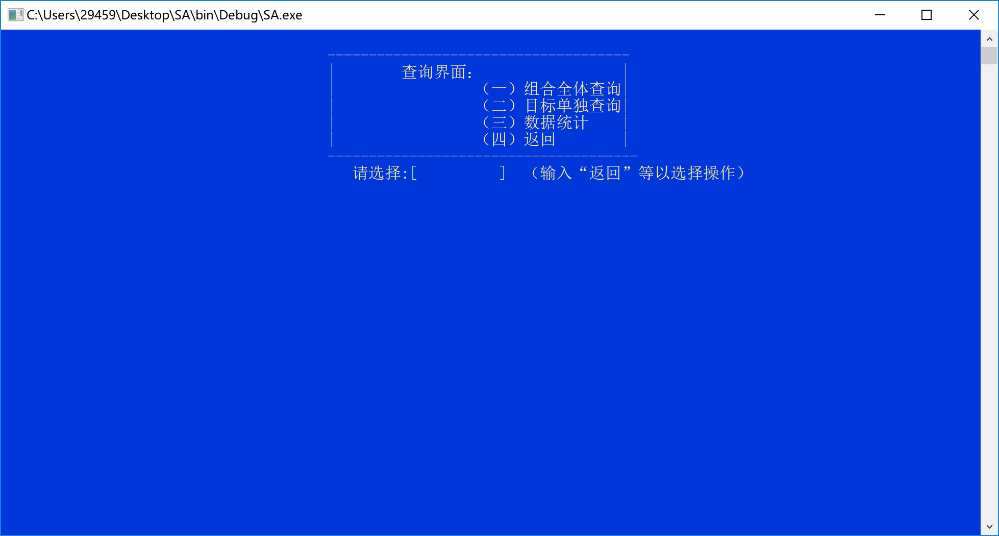 C:\Users\29459\Desktop\SA\bin\Debug\SA.exe
-------------------------------------
| 查询界面： |
| （一）组合全体查询|
| （二）目标单独查询|
| （三）数据统计 |
| （四）返回 |
--------------------------------------
请选择:[ ] （输入“返回”等以选择操作）